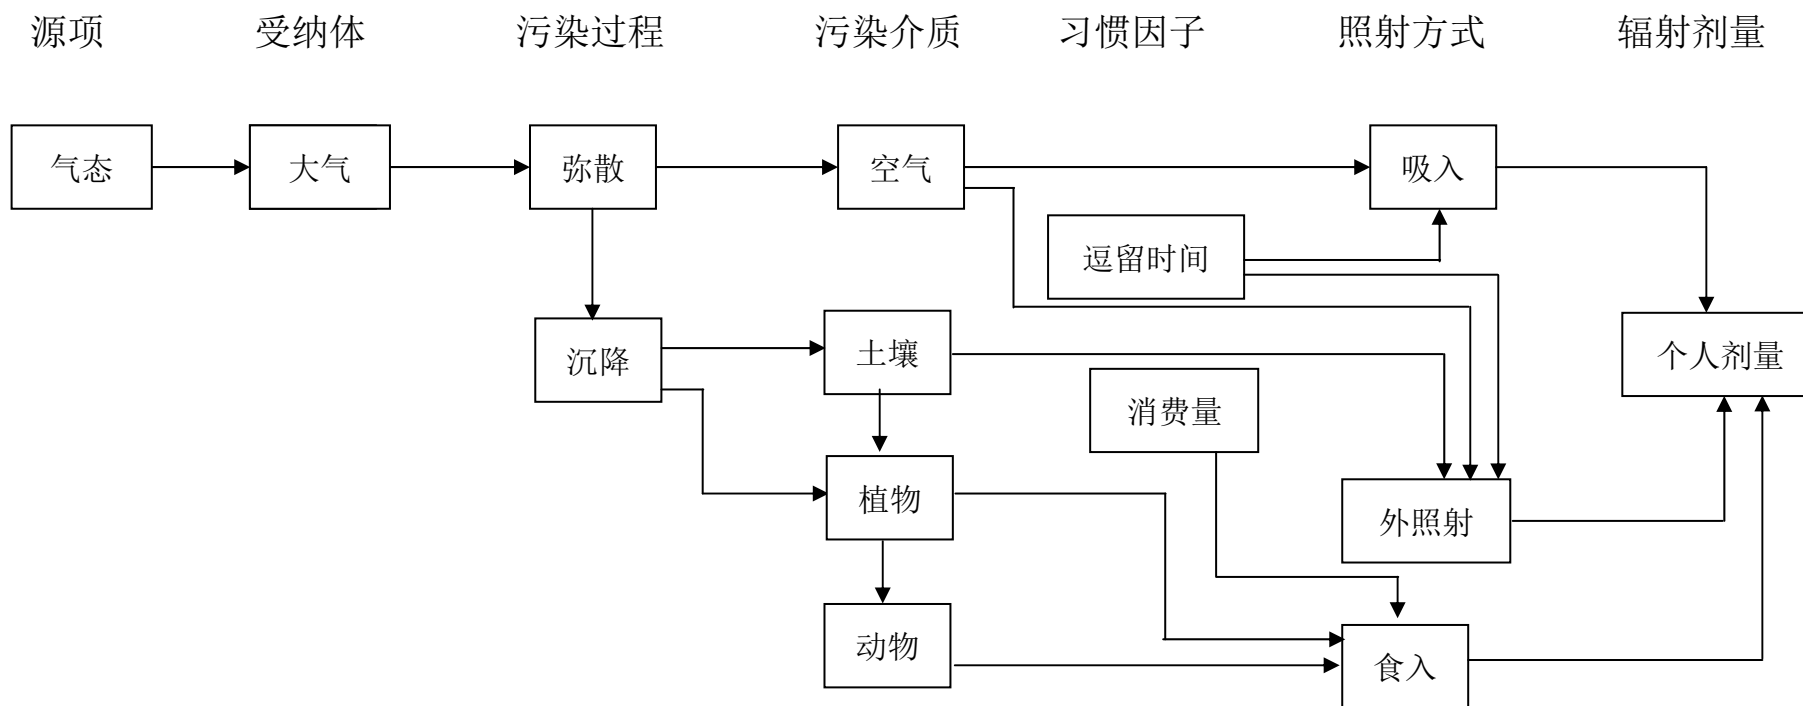 源项 受纳体 污染过程 污染介质 习惯因子 照射方式 辐射剂量
气态 大气 弥散 空气 吸入
逗留时间
沉降 土壤 个人剂量
消费量
植物 外照射
动物 食入